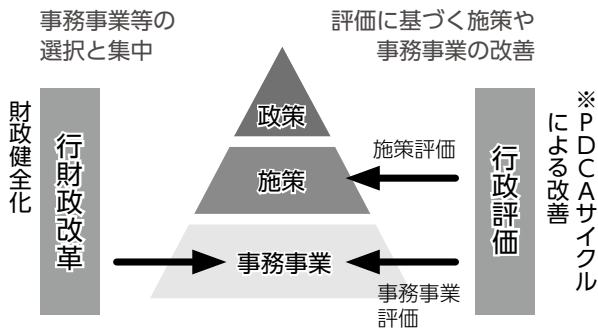 事務事業等の
選択と集中
評価に基づく施策や
事務事業の改善
財政健全化
行財政改革
政策
施策
事務事業
施策評価
事務事業
評価
行政評価
※PDCAサイクル
による改善